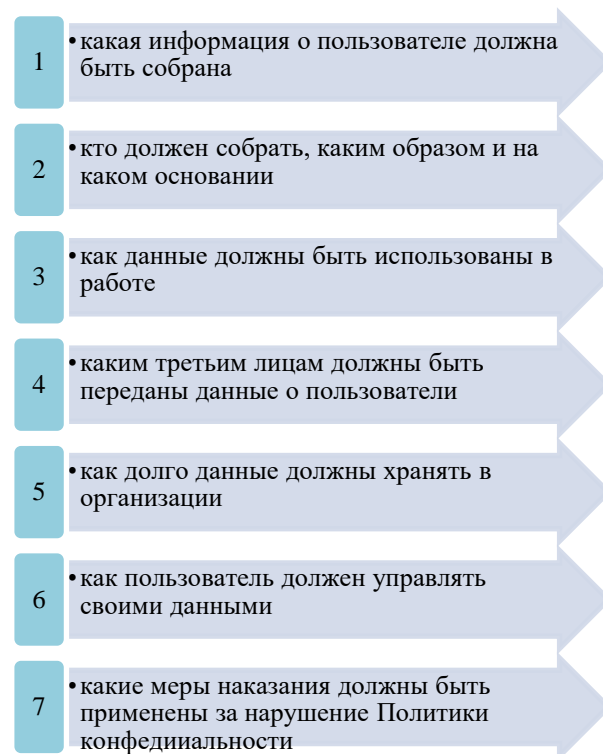 1
• какая информация о пользователе должна
быть собрана
2
• кто должен собрать, каким образом и на
каком основании
3
• как данные должны быть использованы в
работе
4
• каким третьим лицам должны быть
переданы данные о пользователи
5
• как долго данные должны хранять в
организации
6
• как пользователь должен управлять
своими данными
7
• какие меры наказания должны быть
применены за нарушение Политики
конфедииальности